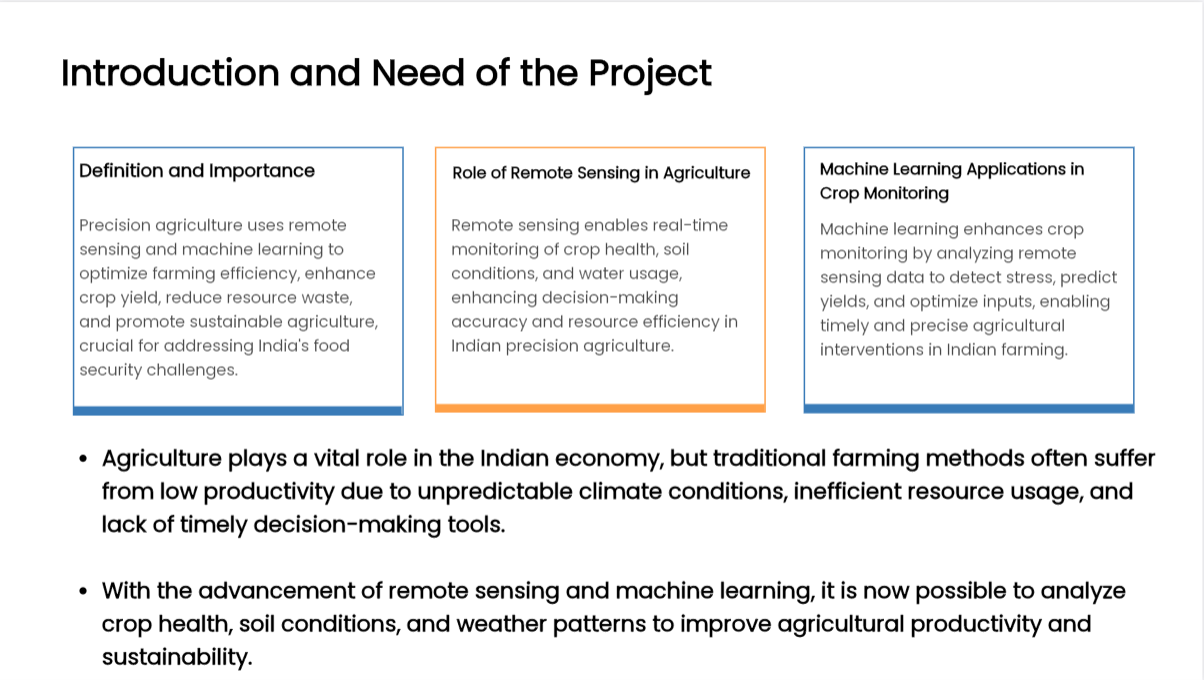 Introduction and Need of the Project
Definition and Importance
Precision agriculture uses remote
sensing and machine learning to
optimize farming efficiency, enhance
crop yield, reduce resource waste,
and promote sustainable agriculture,
crucial for addressing India's food
security challenges.
Role of Remote Sensing in Agriculture
Remote sensing enables real-time
monitoring of crop health, soil
conditions, and water usage,
enhancing decision-making
accuracy and resource efficiency in
Indian precision agriculture.
Machine Learning Applications in
Crop Monitoring
Machine learning enhances crop
monitoring by analyzing remote
sensing data to detect stress, predict
yields, and optimize inputs, enabling
timely and precise agricultural
interventions in Indian farming.
• Agriculture plays a vital role in the Indian economy, but traditional farming methods often suffer
from low productivity due to unpredictable climate conditions, inefficient resource usage, and
lack of timely decision-making tools.
• With the advancement of remote sensing and machine learning, it is now possible to analyze
crop health, soil conditions, and weather patterns to improve agricultural productivity and
sustainability.